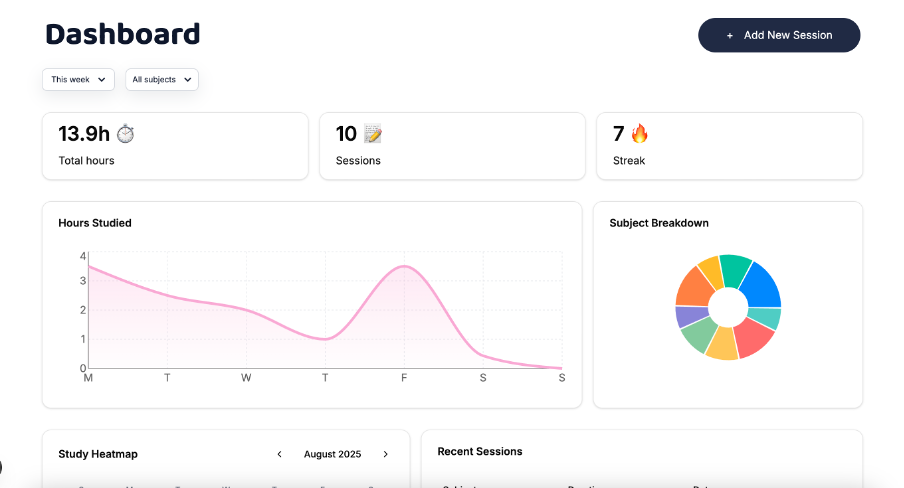 Dashboard
+ Add New Session
This week
All subjects
13.9h
Total hours
10
Sessions
7
Streak
Hours Studied
4
3
2
1
0
M T W T F S S
Subject Breakdown
Study Heatmap
August 2025
Recent Sessions